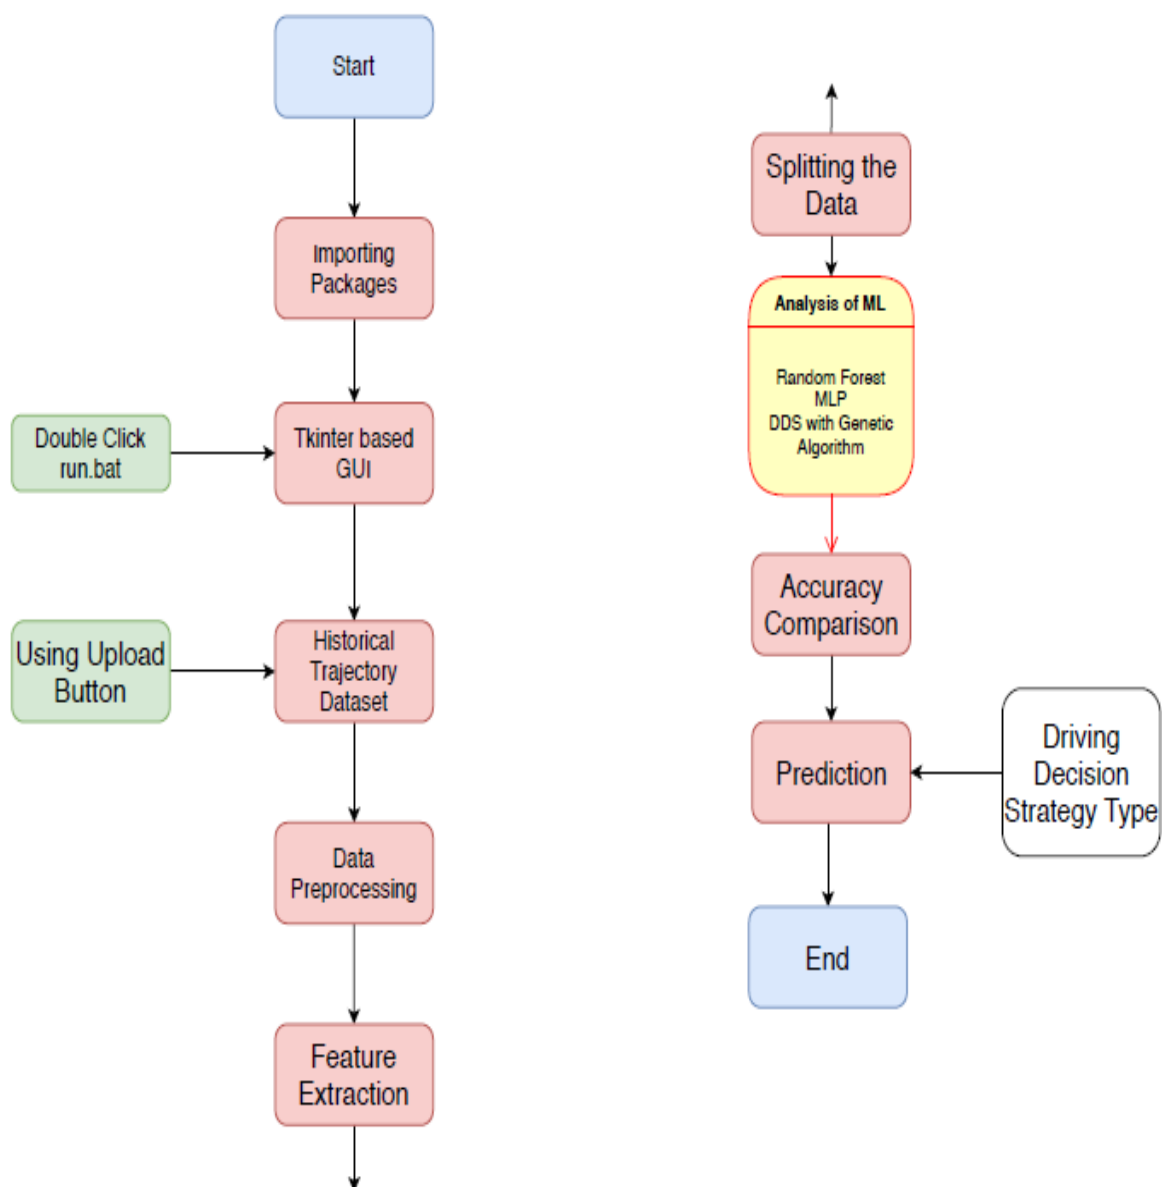 Start
Importing
Packages
Double Click
run.bat
Tkinter based
GUI
Using Upload
Button
Historical
Trajectory
Dataset
Data
Preprocessing
Feature
Extraction
Splitting the
Data
Analysis of ML
Random Forest
MLP
DDS with Genetic
Algorithm
Accuracy
Comparison
Prediction
Driving
Decision
Strategy Type
End